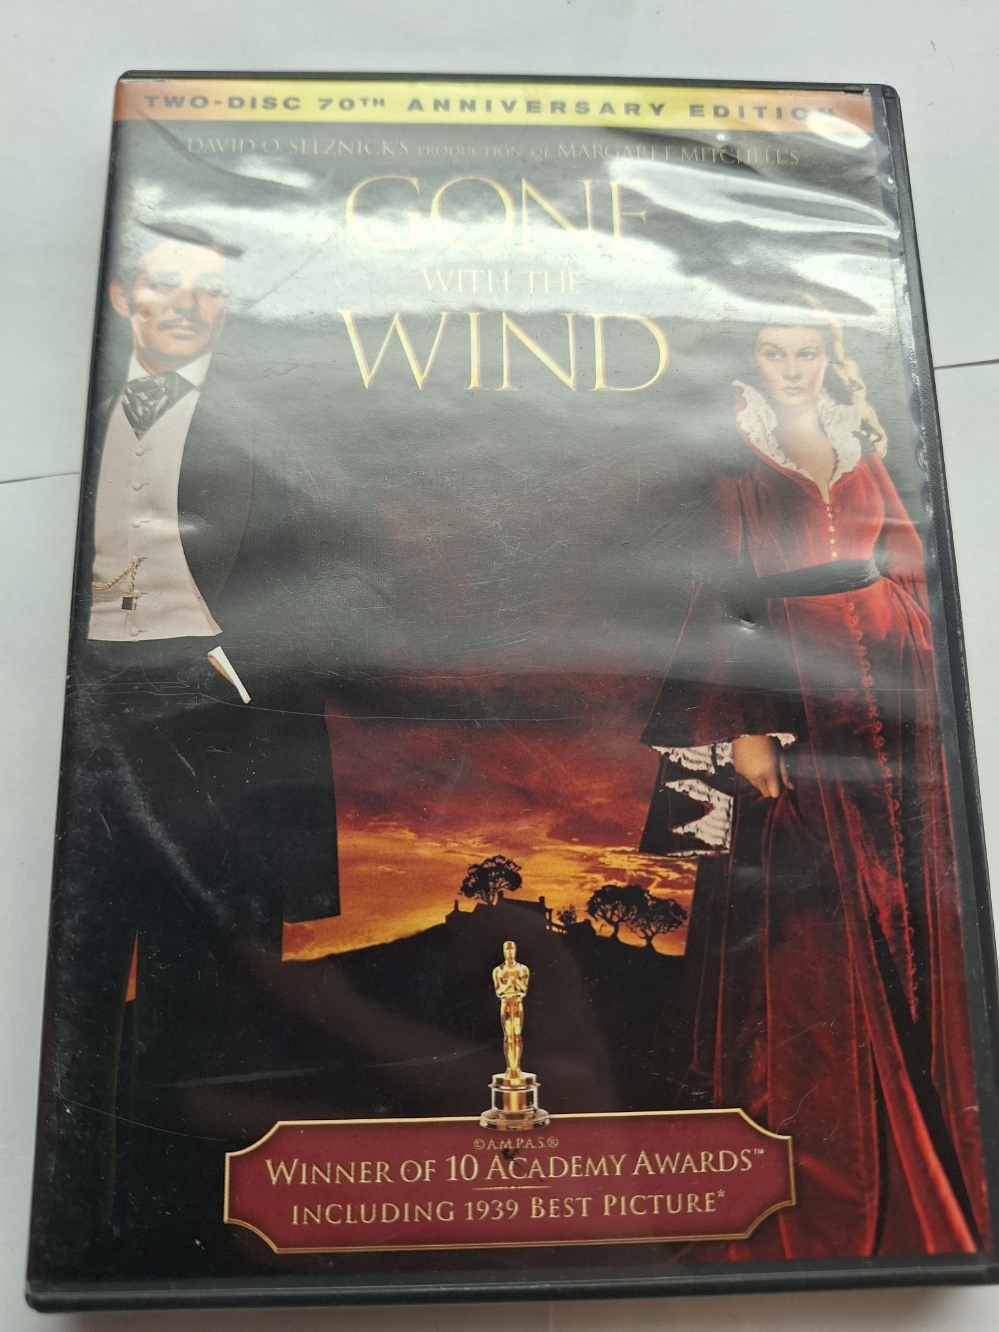 TWO-DISC 70TH ANNIVERSARY EDITION
DAVID O. SELZNICK'S PRODUCTION OF MARGARET MITCHELL'S
GONE
WITH THE
WIND
©A.M.P.A.S.®
WINNER OF 10 ACADEMY AWARDS™
INCLUDING 1939 BEST PICTURE*